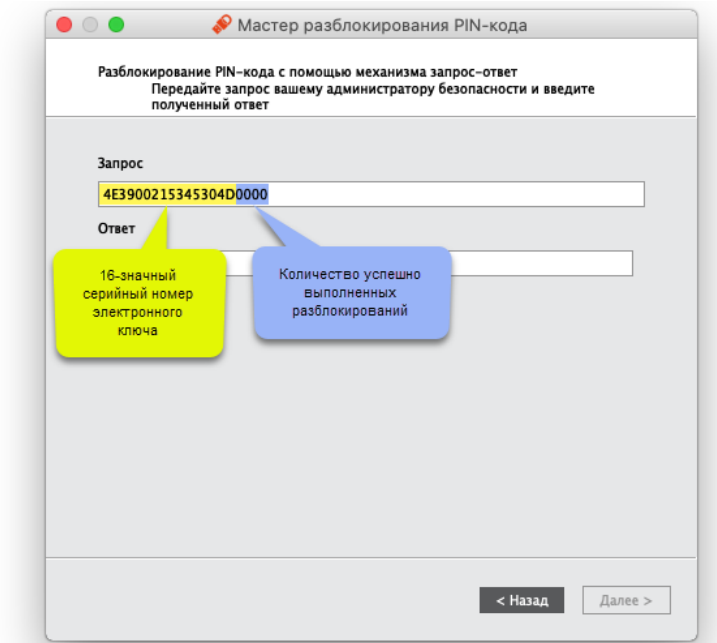 Мастер разблокирования PIN-кода
Разблокирование PIN-кода с помощью механизма запрос-ответ
Передайте запрос вашему администратору безопасности и введите
полученный ответ
Запрос
4E3900215345304D0000
Ответ
16-значный
серийный номер
электронного
ключа
Количество успешно
выполненных
разблокирований
< Назад
Далее >